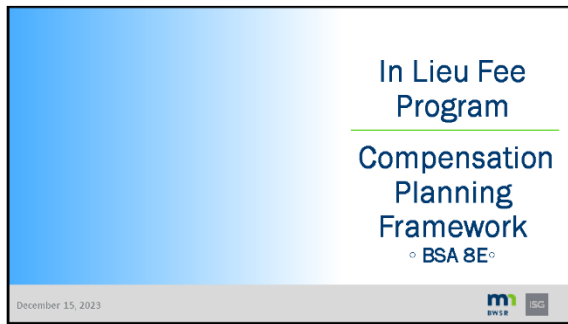 In Lieu Fee
Program
Compensation
Planning
Framework
◦ BSA 8E◦
December 15, 2023
BWSR
ISG